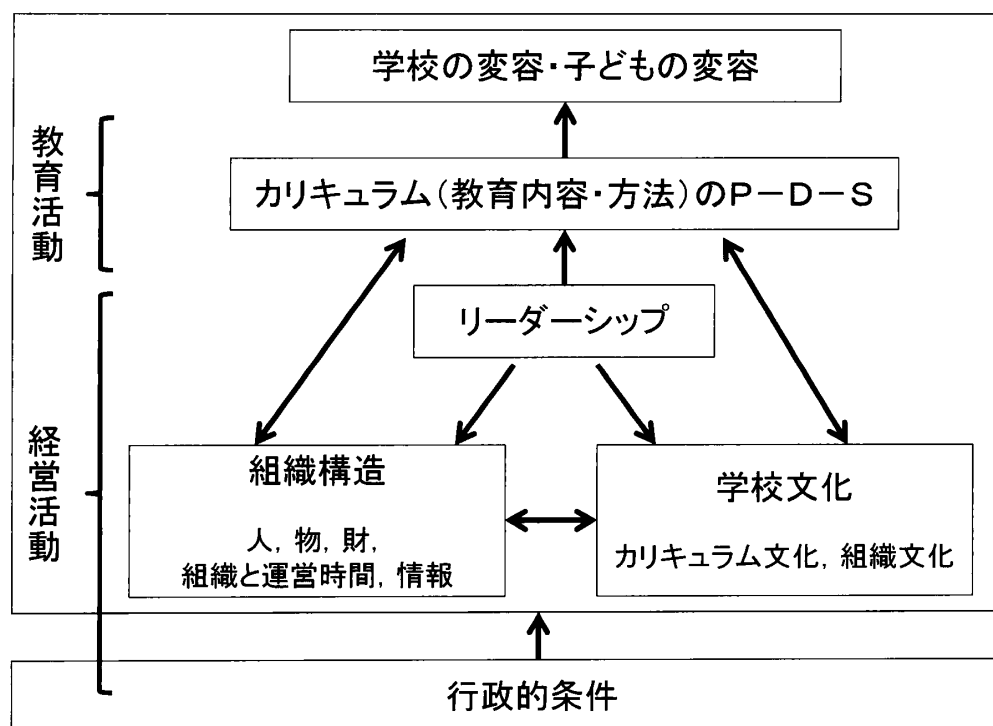 学校の変容・子どもの変容
教育活動
カリキュラム(教育内容・方法)のP－D－S
リーダーシップ
経営活動
組織構造
人, 物, 財,
組織と運営時間, 情報
学校文化
カリキュラム文化, 組織文化
行政的条件